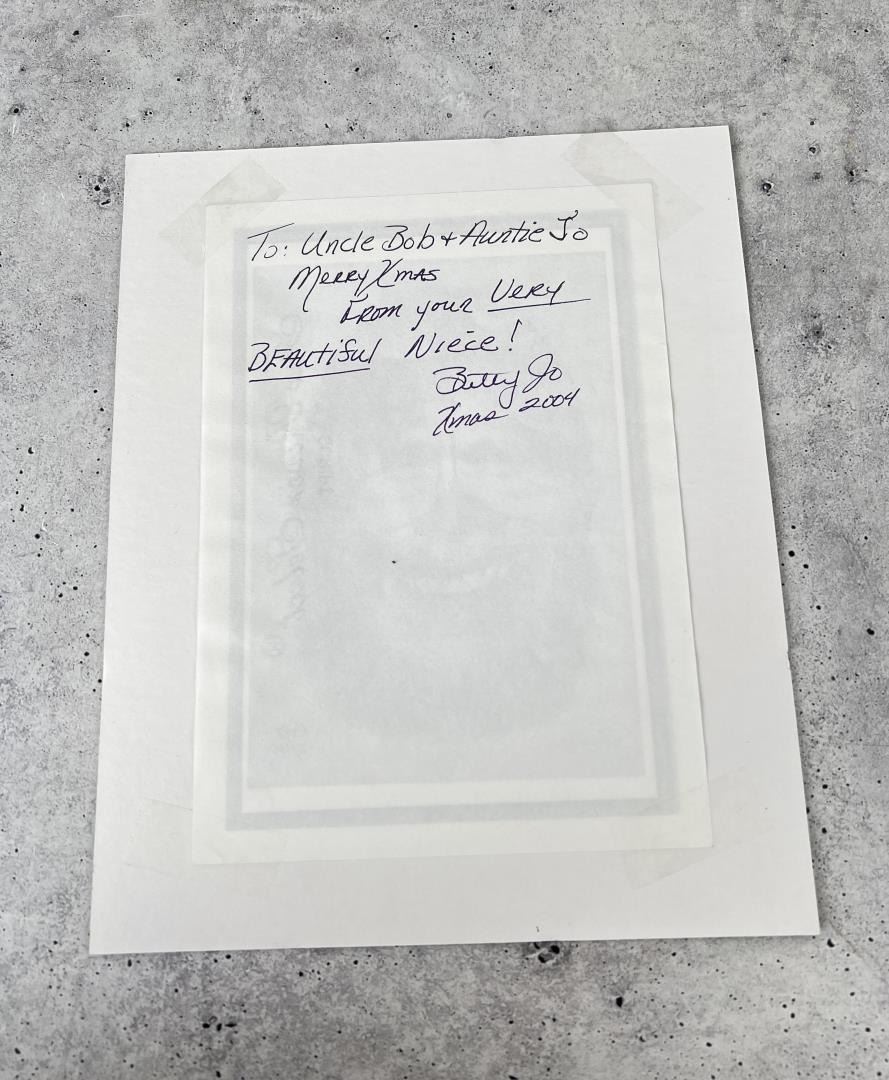 To: Uncle Bob + Auntie Jo
Merry Xmas
From your Very
BEAUtiful Niece!
Betty Jo
Xmas 2004